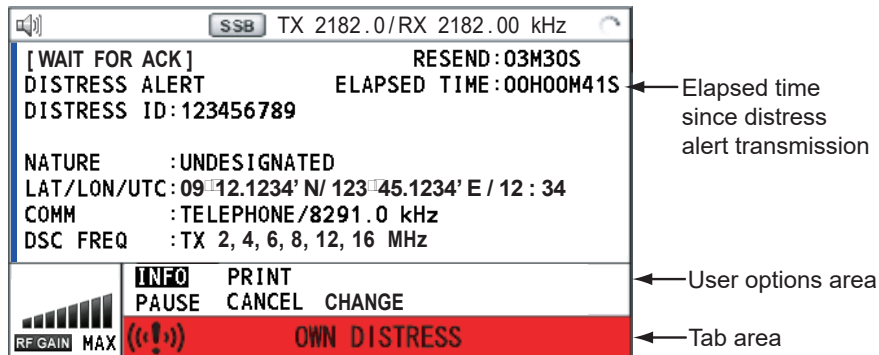 SSB TX 2182.0/RX 2182.00 kHz
[WAIT FOR ACK] RESEND:03M30S
DISTRESS ALERT ELAPSED TIME:00H00M41S
DISTRESS ID:123456789
NATURE :UNDESIGNATED
LAT/LON/UTC:09□12.1234' N/ 123□45.1234' E / 12 : 34
COMM :TELEPHONE/8291.0 kHz
DSC FREQ :TX 2, 4, 6, 8, 12, 16 MHz
INFO PRINT
PAUSE CANCEL CHANGE
RF GAIN MAX
OWN DISTRESS
Elapsed time
since distress
alert transmission
User options area
Tab area